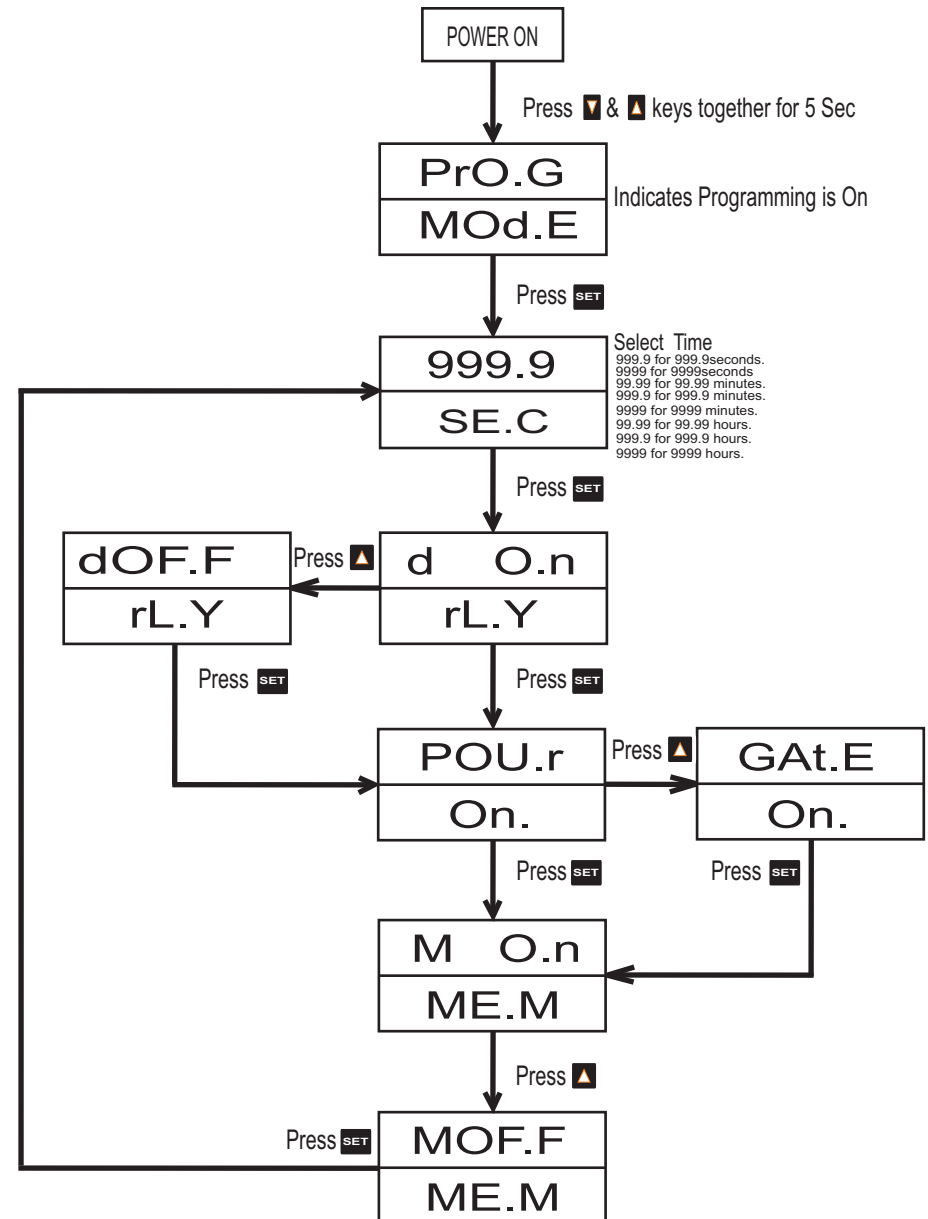 POWER ON
Press & keys together for 5 Sec
PrO.G
MOd.E
Indicates Programming is On
Press SET
999.9
SE.C
Select Time
999.9 for 999.9seconds.
9999 for 9999seconds
99.99 for 99.99 minutes.
999.9 for 999.9 minutes.
9999 for 9999 minutes.
99.99 for 99.99 hours.
999.9 for 999.9 hours.
9999 for 9999 hours.
Press SET
dOF.F
rL.Y
Press
d O.n
rL.Y
Press SET
Press SET
POU.r
On.
Press
GAt.E
On.
Press SET
Press SET
M O.n
ME.M
Press
Press SET
MOF.F
ME.M